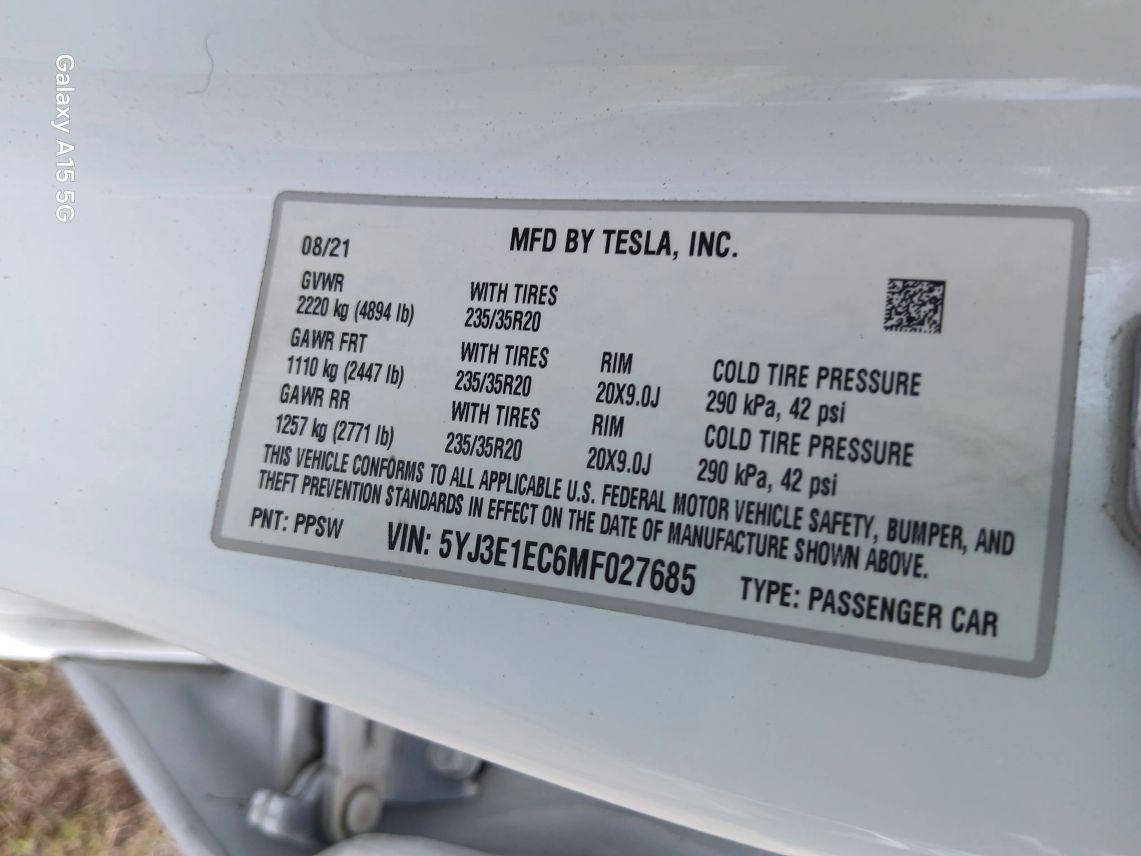 Galaxy A15 5G
08/21
MFD BY TESLA, INC.
GVWR
2220 kg (4894 lb)
WITH TIRES
235/35R20
GAWR FRT
1110 kg (2447 lb)
WITH TIRES
235/35R20
RIM
20X9.0J
COLD TIRE PRESSURE
290 kPa, 42 psi
GAWR RR
1257 kg (2771 lb)
WITH TIRES
235/35R20
RIM
20X9.0J
COLD TIRE PRESSURE
290 kPa, 42 psi
THIS VEHICLE CONFORMS TO ALL APPLICABLE U.S. FEDERAL MOTOR VEHICLE SAFETY, BUMPER, AND
THEFT PREVENTION STANDARDS IN EFFECT ON THE DATE OF MANUFACTURE SHOWN ABOVE.
PNT: PPSW VIN: 5YJ3E1EC6MF027685 TYPE: PASSENGER CAR